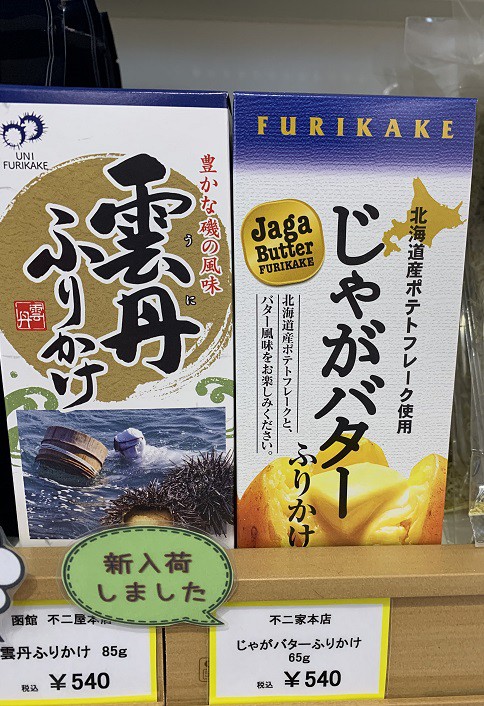 UNI
FURIKAKE
豊かな磯の風味
雲丹
うに
ふりかけ
雲丹
FURIKAKE
Jaga
Butter
FURIKAKE
北海道産ポテトフレーク使用
じゃがバター
ふりかけ
北海道産ポテトフレークと、
バター風味をお楽しみください。
新入荷
しました
函館 不二屋本店
雲丹ふりかけ 85g
税込 ¥540
不二家本店
じゃがバターふりかけ
65g
税込 ¥540